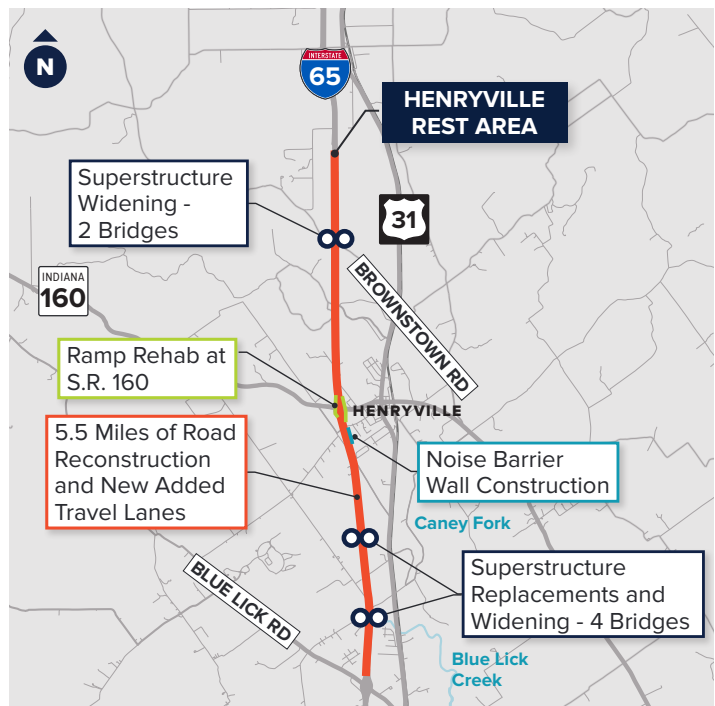 N
INTERSTATE
65
HENRYVILLE
REST AREA
Superstructure
Widening -
2 Bridges
31
INDIANA
160
BROWNSTOWN RD
Ramp Rehab at
S.R. 160
HENRYVILLE
5.5 Miles of Road
Reconstruction
and New Added
Travel Lanes
Noise Barrier
Wall Construction
Caney Fork
BLUE LICK RD
Superstructure
Replacements and
Widening - 4 Bridges
Blue Lick
Creek